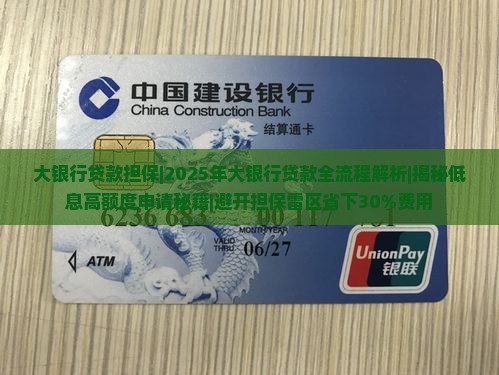 中国建设银行
China Construction Bank
结算通卡
大银行贷款担保|2025年大银行贷款全流程解析|揭秘低
息高额度申请秘籍|避开担保雷区省下30%费用
VALID
THRU
06/27
ATM
UnionPay
银联